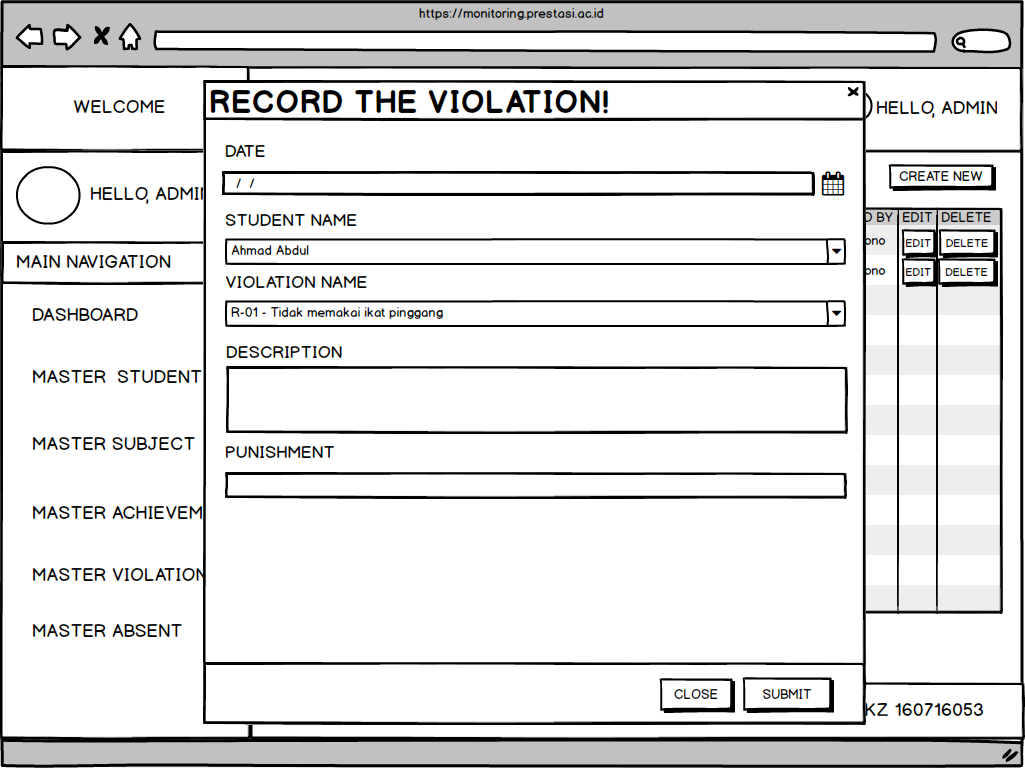 https://monitoring.prestasi.ac.id
WELCOME
HELLO, ADMIN
HELLO, ADMIN
MAIN NAVIGATION
DASHBOARD
MASTER STUDENT
MASTER SUBJECT
MASTER ACHIEVEM
MASTER VIOLATION
MASTER ABSENT
RECORD THE VIOLATION!
DATE
/ /
STUDENT NAME
Ahmad Abdul
VIOLATION NAME
R-01 - Tidak memakai ikat pinggang
DESCRIPTION
PUNISHMENT
CLOSE SUBMIT
CREATE NEW
D BY EDIT DELETE
ono EDIT DELETE
ono EDIT DELETE
KZ 160716053